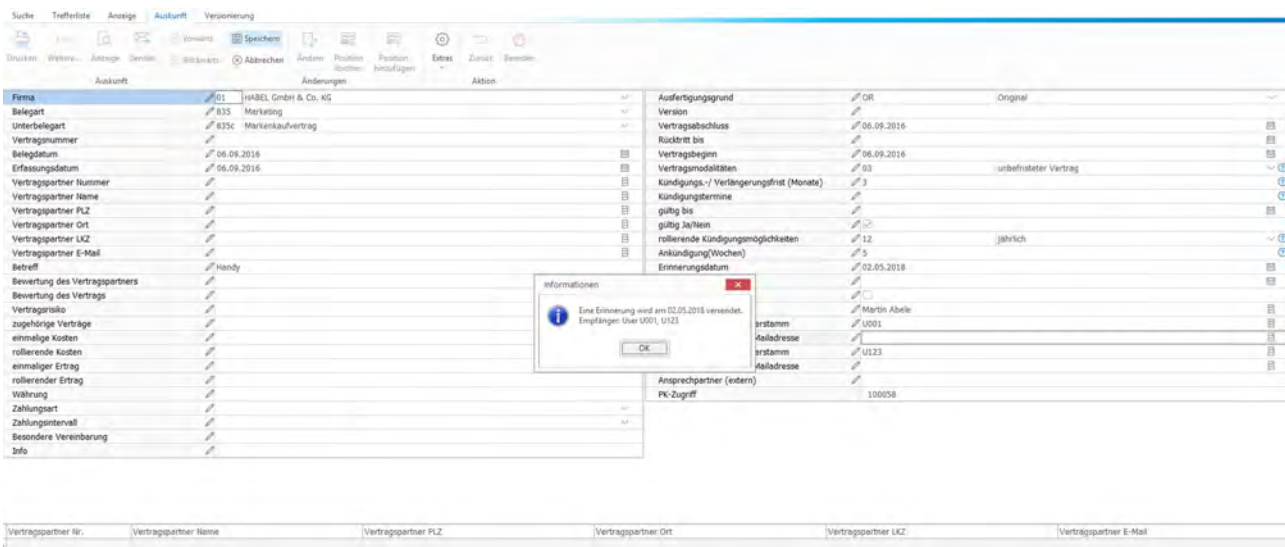 Suche Trefferliste Anzeige Auskunft Versionierung
Vorwärts Speichern
Drucken Weitere... Anzeige Senden Rückwärts Abbrechen Ändern Position löschen Position hinzufügen Extras Zurück Beenden
Auskunft Änderungen Aktion
Firma 01 HABEL GmbH & Co. KG
Belegart 835 Marketing
Unterbelegart 835c Markenkaufvertrag
Vertragsnummer
Belegdatum 06.09.2016
Erfassungsdatum 06.09.2016
Vertragspartner Nummer
Vertragspartner Name
Vertragspartner PLZ
Vertragspartner Ort
Vertragspartner LKZ
Vertragspartner E-Mail
Betreff Handy
Bewertung des Vertragspartners
Bewertung des Vertrags
Vertragsrisiko
zugehörige Verträge
einmalige Kosten
rollierende Kosten
einmaliger Ertrag
rollierender Ertrag
Währung
Zahlungsart
Zahlungsintervall
Besondere Vereinbarung
Info
Ausfertigungsgrund OR Original
Version
Vertragsabschluss 06.09.2016
Rücktritt bis
Vertragsbeginn 06.09.2016
Vertragsmodalitäten 03 unbefristeter Vertrag
Kündigungs.-/ Verlängerungsfrist (Monate) 3
Kündigungstermine
gültig bis
gültig Ja/Nein
rollierende Kündigungsmöglichkeiten 12 jährlich
Ankündigung(Wochen) 5
Erinnerungsdatum 02.05.2018
Martin Abele
erstamm U001
Mailadresse
erstamm U123
Mailadresse
Ansprechpartner (extern)
PK-Zugriff 100058
Informationen
Eine Erinnerung wird am 02.05.2018 versendet.
Empfänger: User U001, U123
OK
Vertragspartner Nr. Vertragspartner Name Vertragspartner PLZ Vertragspartner Ort Vertragspartner LKZ Vertragspartner E-Mail